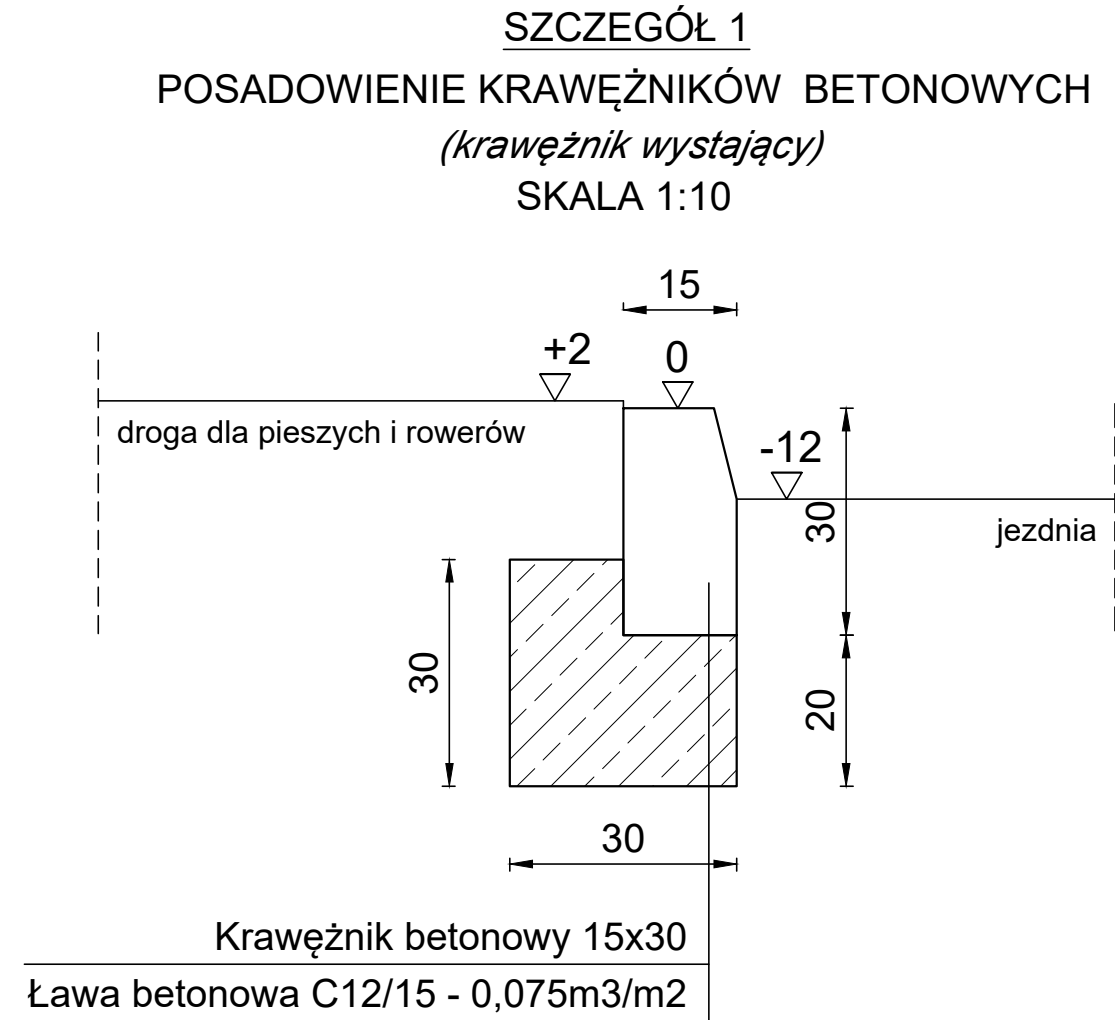 SZCZEGÓŁ 1
POSADOWIENIE KRAWĘŻNIKÓW BETONOWYCH
(krawężnik wystający)
SKALA 1:10
15
+2
0
droga dla pieszych i rowerów
-12
30
jezdnia
30
20
30
Krawężnik betonowy 15x30
Ława betonowa C12/15 - 0,075m3/m2